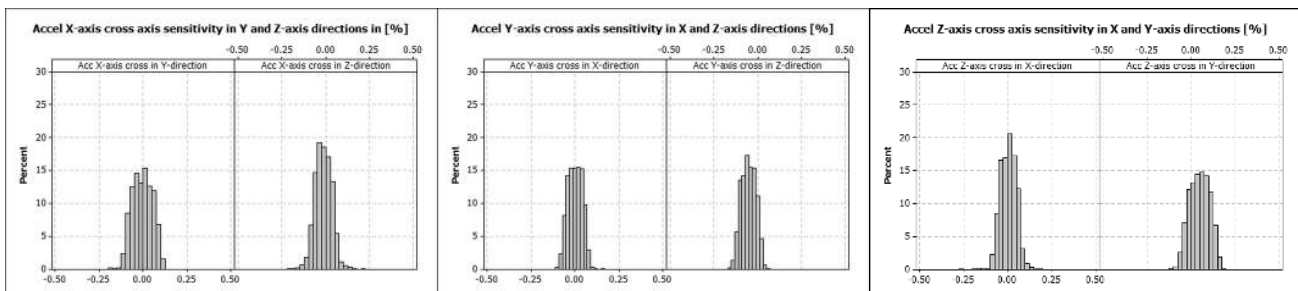 Accel X-axis cross axis sensitivity in Y and Z-axis directions in [%]
-0.50 -0.25 0.00 0.25 0.50
Acc X-axis cross in Y-direction Acc X-axis cross in Z-direction
30
25
20
15
10
5
0
Percent
-0.50 -0.25 0.00 0.25 0.50
Accel Y-axis cross axis sensitivity in X and Z-axis directions [%]
-0.50 -0.25 0.00 0.25 0.50
Acc Y-axis cross in X-direction Acc Y-axis cross in Z-direction
30
25
20
15
10
5
0
Percent
-0.50 -0.25 0.00 0.25 0.50
Accel Z-axis cross axis sensitivity in X and Y-axis directions [%]
-0.50 -0.25 0.00 0.25 0.50
Acc Z-axis cross in X-direction Acc Z-axis cross in Y-direction
30
25
20
15
10
5
0
Percent
-0.50 -0.25 0.00 0.25 0.50